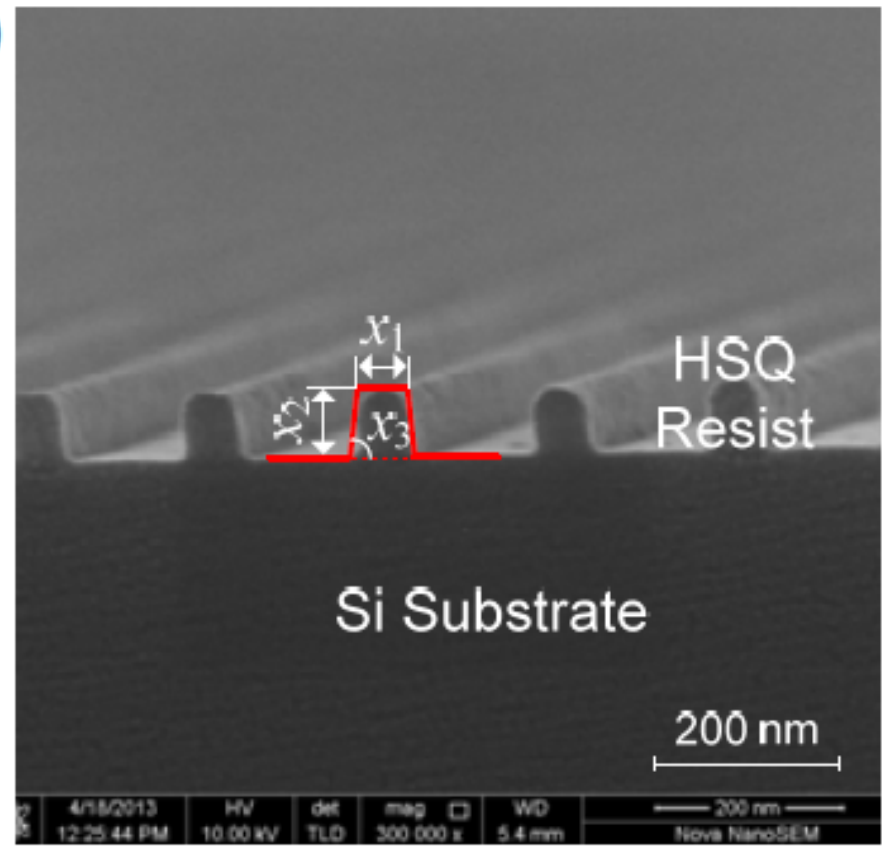 x₁
HSQ
x₂
x₃
Resist
Si Substrate
200 nm
4/18/2013 HV det mag WD 200 nm
12:25:44 PM 10.00 kV TLD 300 000 x 5.4 mm Nova NanoSEM